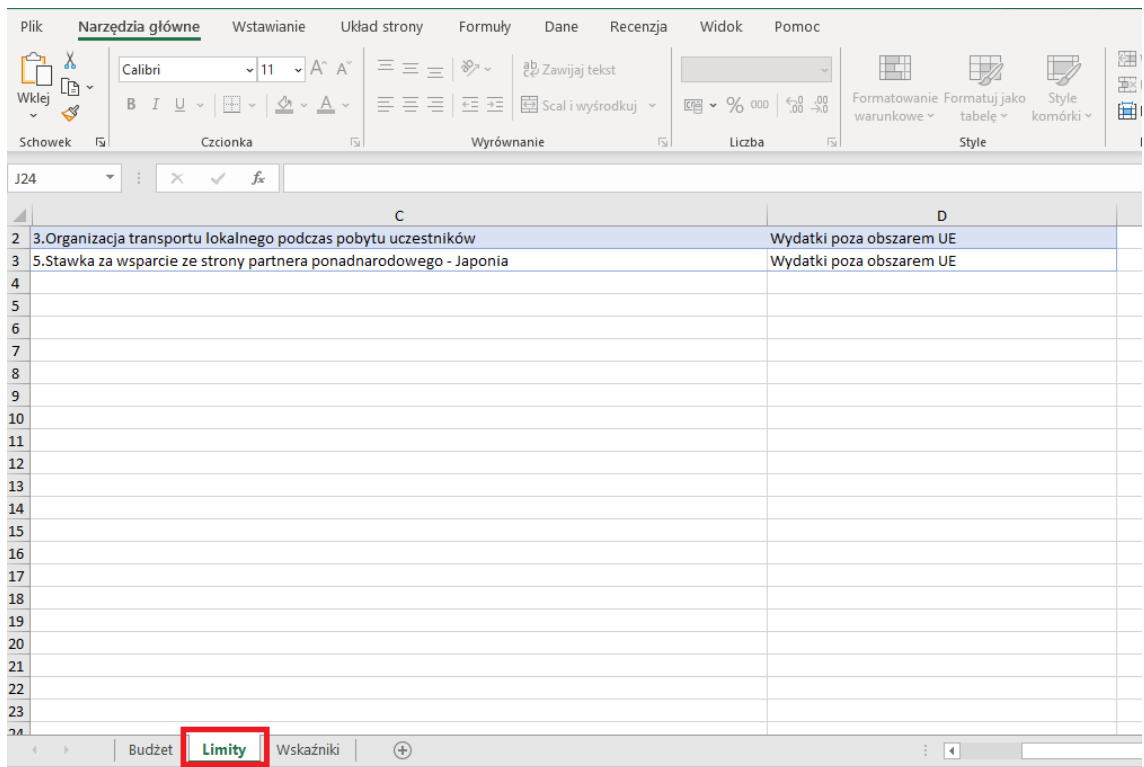 Plik Narzędzia główne Wstawianie Układ strony Formuły Dane Recenzja Widok Pomoc
Calibri 11 A^ A˅ ab Zawijaj tekst
Wklej B I U A Scal i wyśrodkuj % 000 Formatowanie warunkowe Formatuj jako tabelę Style komórki
Schowek Czcionka Wyrównanie Liczba Style
J24 fx
C D
2 3.Organizacja transportu lokalnego podczas pobytu uczestników Wydatki poza obszarem UE
3 5.Stawka za wsparcie ze strony partnera ponadnarodowego - Japonia Wydatki poza obszarem UE
4
5
6
7
8
9
10
11
12
13
14
15
16
17
18
19
20
21
22
23
24
Budżet Limity Wskaźniki